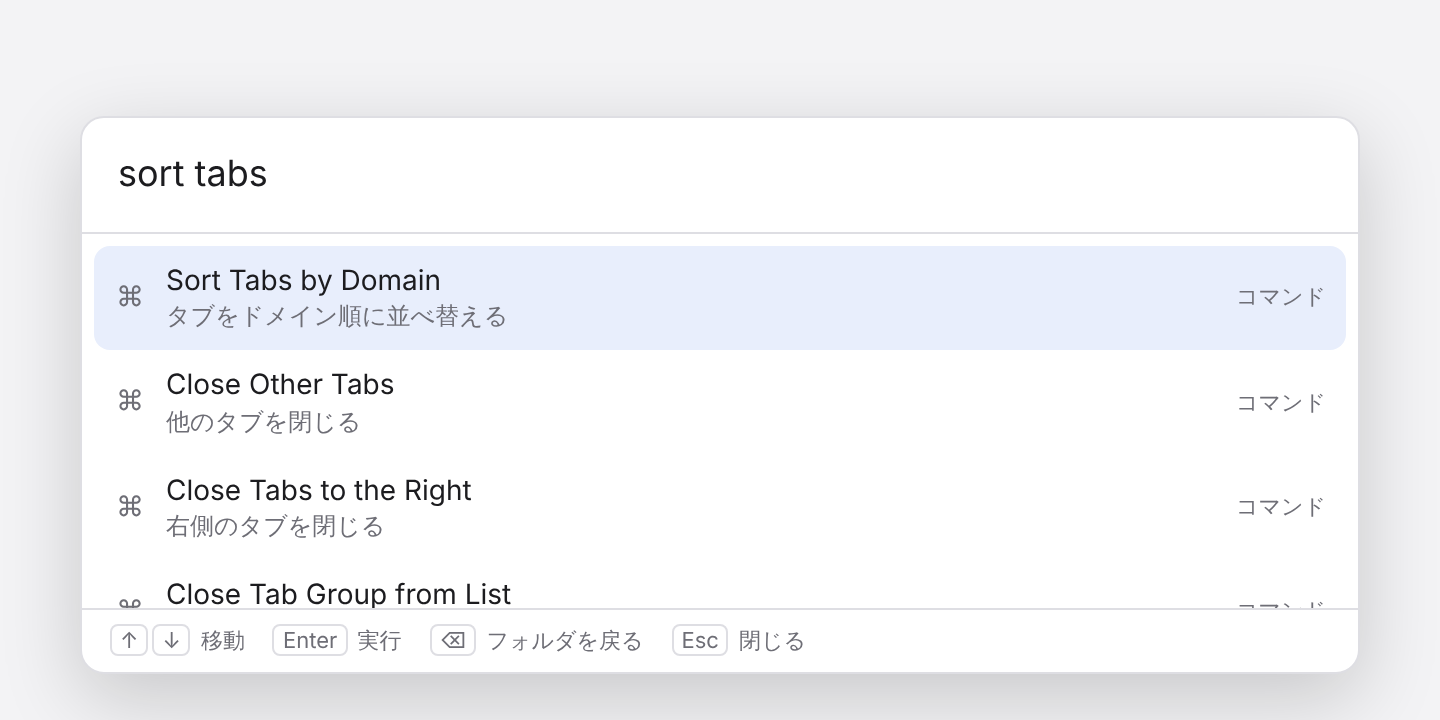 sort tabs
Sort Tabs by Domain
タブをドメイン順に並べ替える
コマンド
Close Other Tabs
他のタブを閉じる
コマンド
Close Tabs to the Right
右側のタブを閉じる
コマンド
Close Tab Group from List
コマンド
↑ ↓ 移動 Enter 実行 ⌫ フォルダを戻る Esc 閉じる